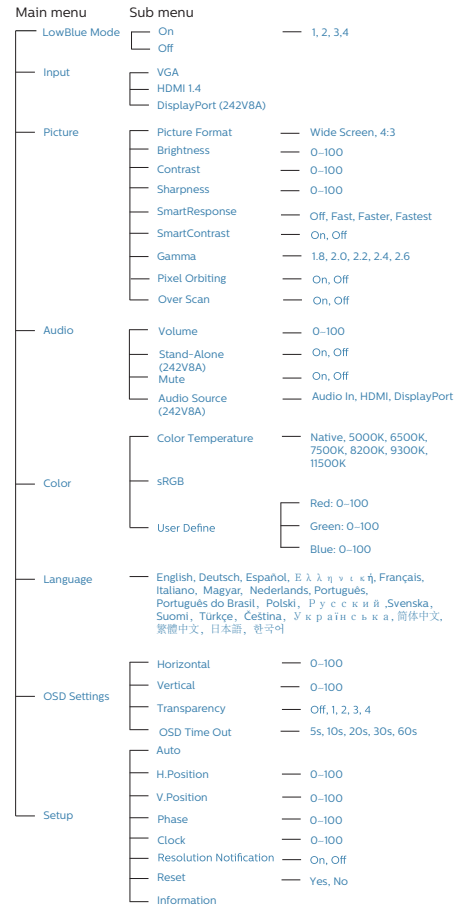 Main menu Sub menu
LowBlue Mode On 1, 2, 3,4
Off
Input VGA
HDMI 1.4
DisplayPort (242V8A)
Picture Picture Format Wide Screen, 4:3
Brightness 0–100
Contrast 0–100
Sharpness 0–100
SmartResponse Off, Fast, Faster, Fastest
SmartContrast On, Off
Gamma 1.8, 2.0, 2.2, 2.4, 2.6
Pixel Orbiting On, Off
Over Scan On, Off
Audio Volume 0–100
Stand-Alone On, Off
(242V8A)
Mute On, Off
Audio Source Audio In, HDMI, DisplayPort
(242V8A)
Color Temperature Native, 5000K, 6500K,
7500K, 8200K, 9300K,
11500K
Color sRGB
Red: 0–100
User Define Green: 0–100
Blue: 0–100
Language English, Deutsch, Español, Ελληνική, Français,
Italiano, Magyar, Nederlands, Português,
Português do Brasil, Polski, Русский ,Svenska,
Suomi, Türkçe, Čeština, Українська, 简体中文,
繁體中文, 日本語, 한국어
Horizontal 0–100
OSD Settings Vertical 0–100
Transparency Off, 1, 2, 3, 4
OSD Time Out 5s, 10s, 20s, 30s, 60s
Auto
H.Position 0–100
V.Position 0–100
Setup Phase 0–100
Clock 0–100
Resolution Notification On, Off
Reset Yes, No
Information